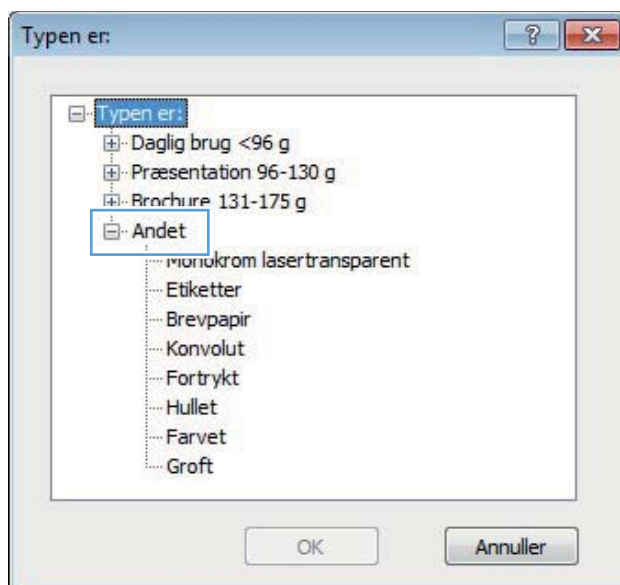 Typen er:
Typen er:
Daglig brug <96 g
Præsentation 96-130 g
Brochure 131-175 g
Andet
Monokrom lasertransparent
Etiketter
Brevpapir
Konvolut
Fortrykt
Hullet
Farvet
Groft
OK Annuller